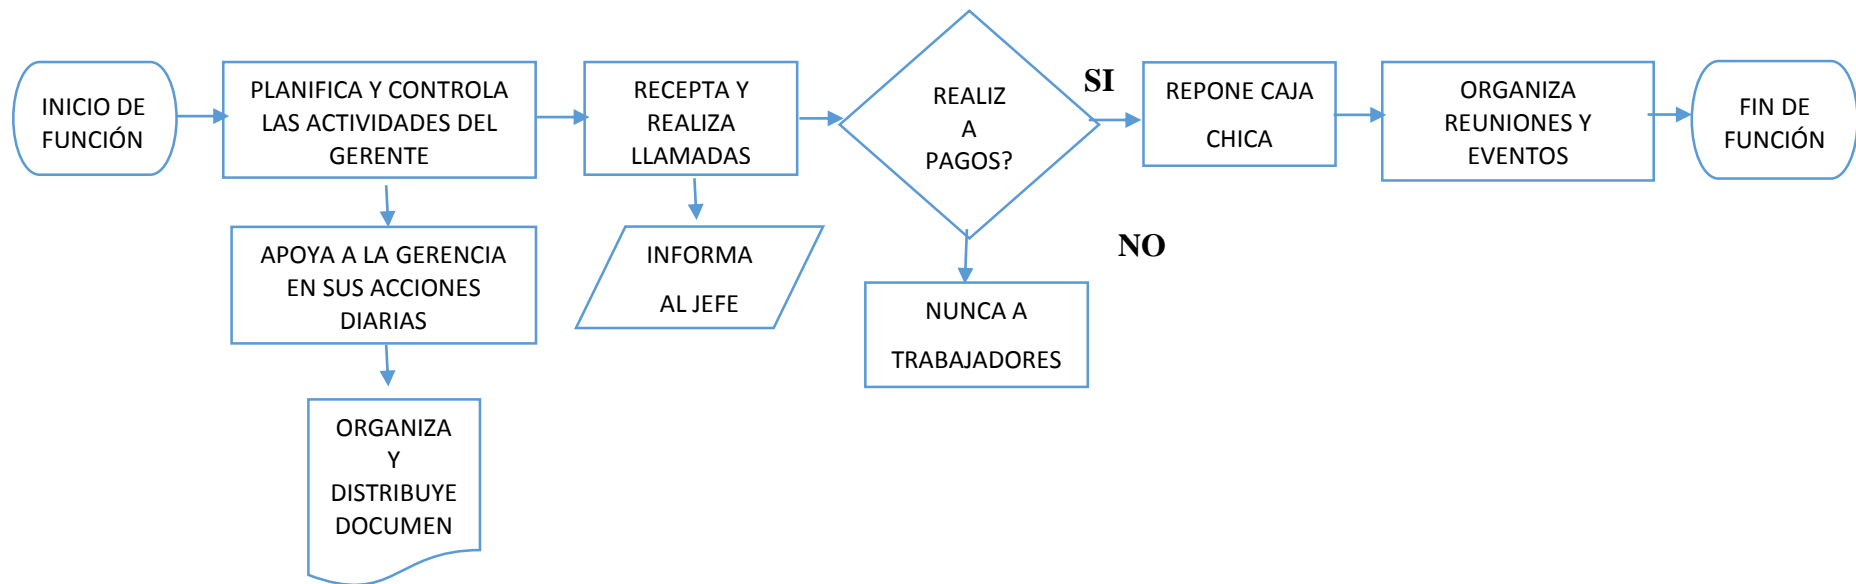 INICIO DE
FUNCIÓN
PLANIFICA Y CONTROLA
LAS ACTIVIDADES DEL
GERENTE
RECEPTA Y
REALIZA
LLAMADAS
REALIZ
A
PAGOS?
SI
REPONE CAJA
CHICA
ORGANIZA
REUNIONES Y
EVENTOS
FIN DE
FUNCIÓN
APOYA A LA GERENCIA
EN SUS ACCIONES
DIARIAS
INFORMA
AL JEFE
NO
NUNCA A
TRABAJADORES
ORGANIZA
Y
DISTRIBUYE
DOCUMEN